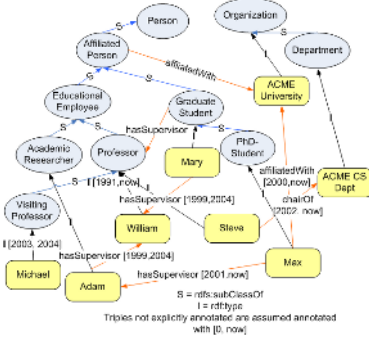 S
Person
Organization
Affiliated
Person
S
Department
affiliatedWith
S
S
I
Educational
Employee
Graduate
Student
ACME
University
I
S
S
hasSupervisor
I
S
Academic
Researcher
Professor
PhD-
Student
Mary
affiliatedWith
[2000,now]
ACME CS
Dept
S
I [1991,now]
I
I
hasSupervisor [1999,2004]
chairOf
[2002, now]
Visiting
Professor
William
Steve
I [2003, 2004]
hasSupervisor [1999,2004]
Max
Michael
Adam
hasSupervisor [2001,now]
S = rdfs:subClassOf
I = rdf:type
Triples not explicitly annotated are assumed annotated
with [0, now]